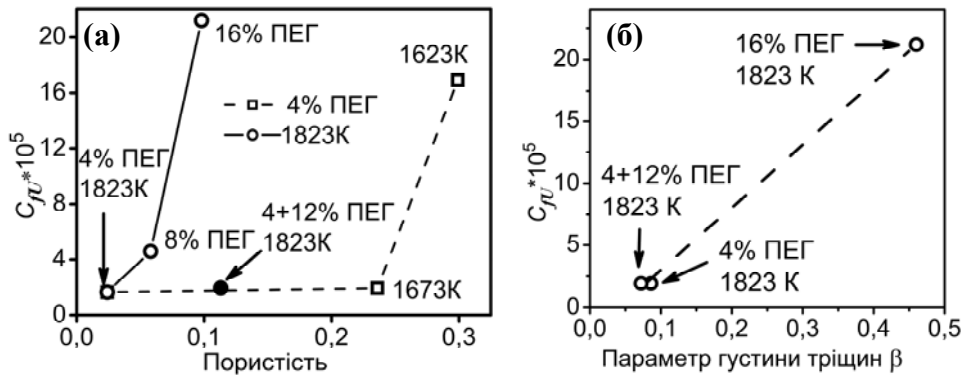 (а)
20
16
12
8
4
0
0,0
0,1
0,2
0,3
C_fU*10^5
Пористість
16% ПЕГ
1623К
4% ПЕГ
1823К
4% ПЕГ
1823К
4+12% ПЕГ
1823К
8% ПЕГ
1673К
(б)
20
15
10
5
0
0,0
0,1
0,2
0,3
0,4
0,5
C_fU*10^5
Параметр густини тріщин β
16% ПЕГ
1823 К
4+12% ПЕГ
1823 К
4% ПЕГ
1823 К